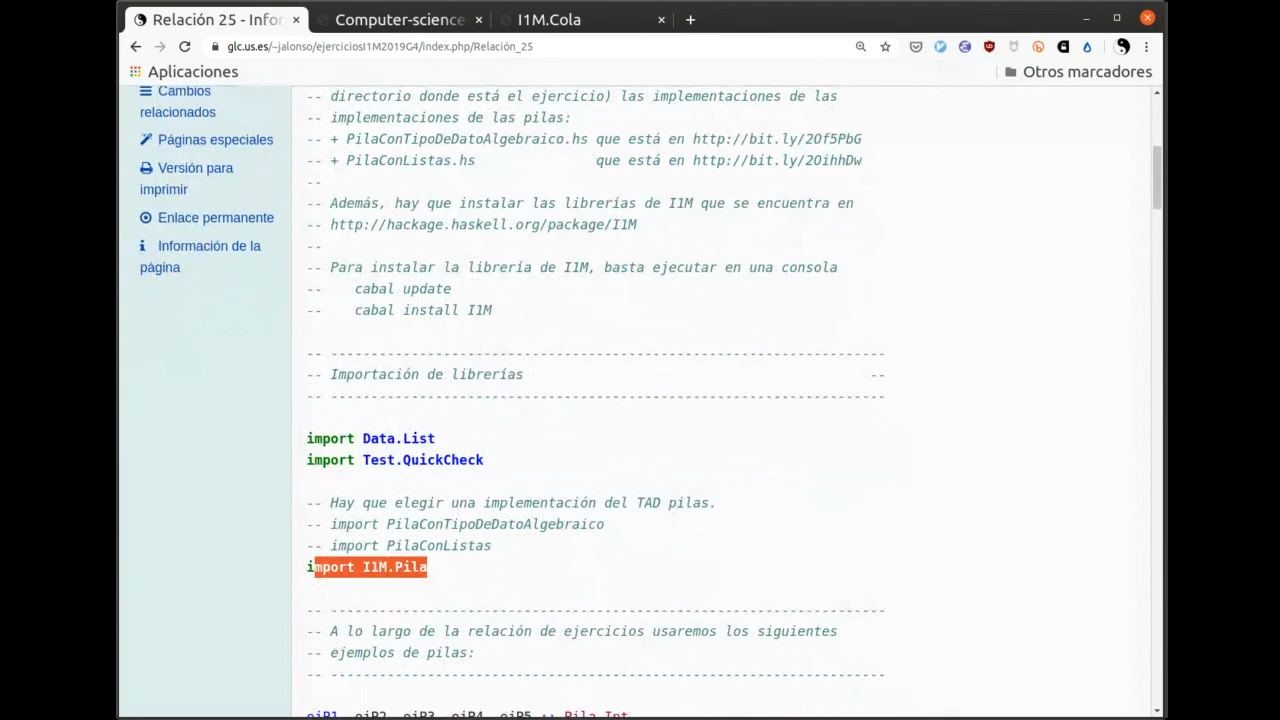 Relación 25 - Infor
Computer-science
I1M.Cola
glc.us.es/~jalonso/ejerciciosI1M2019G4/index.php/Relación_25
Aplicaciones
Otros marcadores
Cambios
relacionados
Páginas especiales
Versión para
imprimir
Enlace permanente
Información de la
página
-- directorio donde está el ejercicio) las implementaciones de las
-- implementaciones de las pilas:
-- + PilaConTipoDeDatoAlgebraico.hs que está en http://bit.ly/2Of5PbG
-- + PilaConListas.hs que está en http://bit.ly/2OihhDw
--
-- Además, hay que instalar las librerías de I1M que se encuentra en
-- http://hackage.haskell.org/package/I1M
--
-- Para instalar la librería de I1M, basta ejecutar en una consola
-- cabal update
-- cabal install I1M
-- ---------------------------------------------------------------------
-- Importación de librerías --
-- ---------------------------------------------------------------------
import Data.List
import Test.QuickCheck
-- Hay que elegir una implementación del TAD pilas.
-- import PilaConTipoDeDatoAlgebraico
-- import PilaConListas
import I1M.Pila
-- ---------------------------------------------------------------------
-- A lo largo de la relación de ejercicios usaremos los siguientes
-- ejemplos de pilas:
-- ---------------------------------------------------------------------
ejP1, ejP2, ejP3, ejP4, ejP5 :: Pila Int